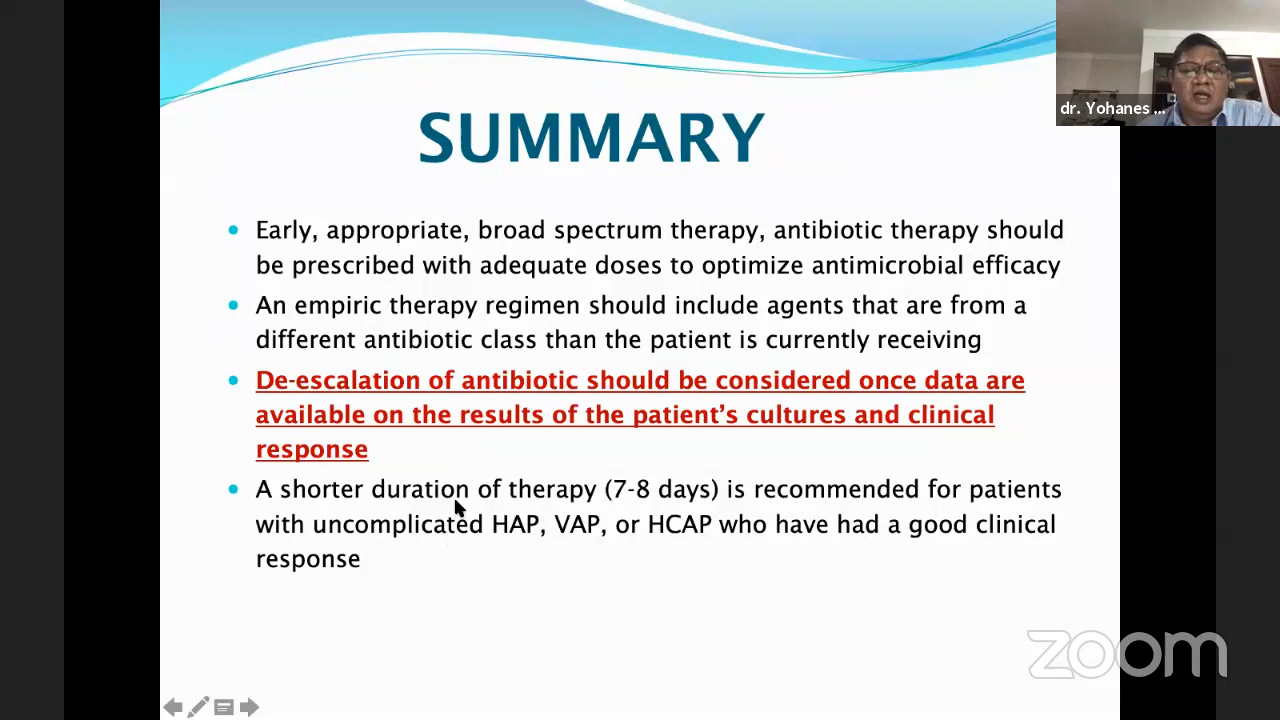 dr. Yohanes ...
SUMMARY
Early, appropriate, broad spectrum therapy, antibiotic therapy should
be prescribed with adequate doses to optimize antimicrobial efficacy
An empiric therapy regimen should include agents that are from a
different antibiotic class than the patient is currently receiving
De-escalation of antibiotic should be considered once data are
available on the results of the patient's cultures and clinical
response
A shorter duration of therapy (7-8 days) is recommended for patients
with uncomplicated HAP, VAP, or HCAP who have had a good clinical
response
zoom